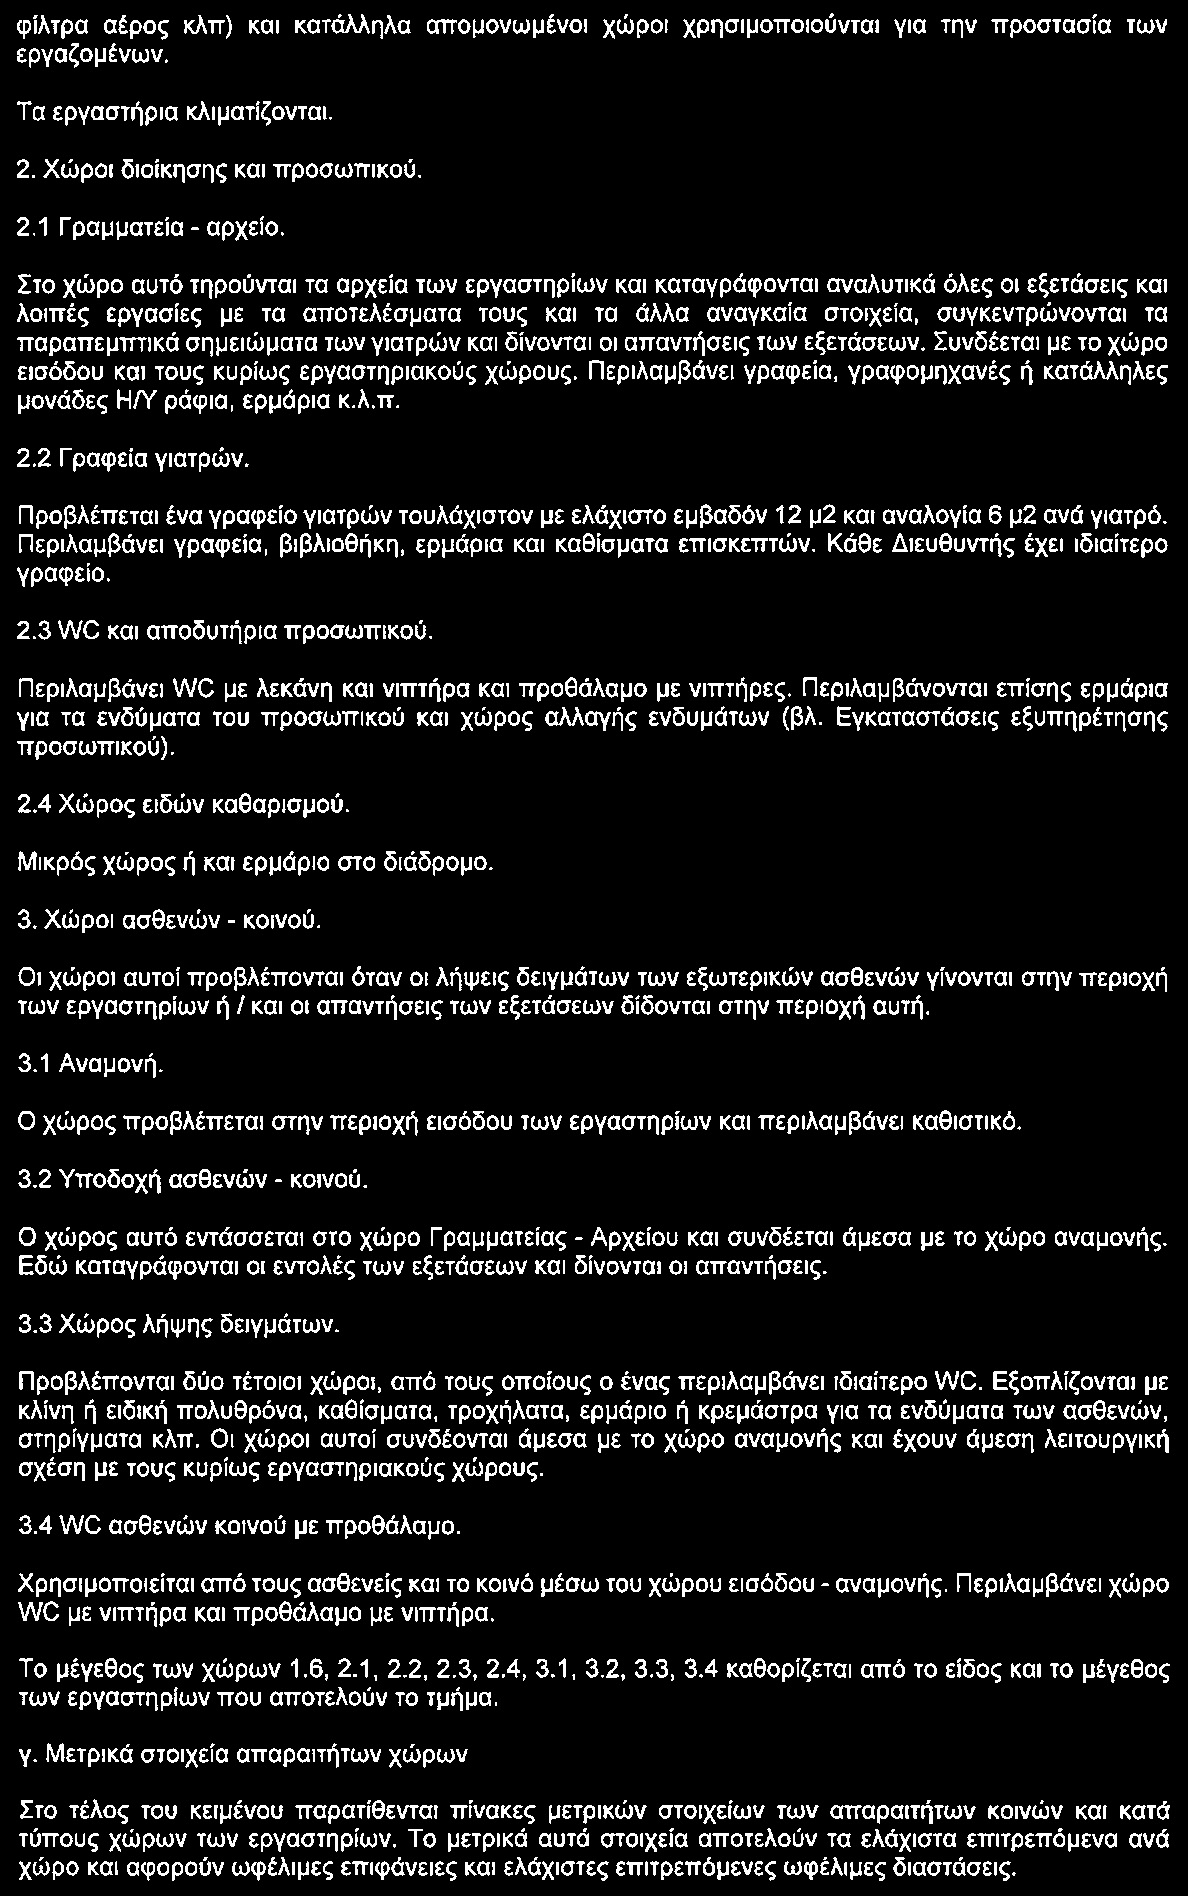 φίλτρα αέρος κλπ) και κατάλληλα απομονωμένοι χώροι χρησιμοποιούνται για την προστασία των
εργαζομένων.
Τα εργαστήρια κλιματίζονται.
2. Χώροι διοίκησης και προσωπικού.
2.1 Γραμματεία - αρχείο.
Στο χώρο αυτό τηρούνται τα αρχεία των εργαστηρίων και καταγράφονται αναλυτικά όλες οι εξετάσεις και
λοιπές εργασίες με τα αποτελέσματα τους και τα άλλα αναγκαία στοιχεία, συγκεντρώνονται τα
παραπεμπτικά σημειώματα των γιατρών και δίνονται οι απαντήσεις των εξετάσεων. Συνδέεται με το χώρο
εισόδου και τους κυρίως εργαστηριακούς χώρους. Περιλαμβάνει γραφεία, γραφομηχανές ή κατάλληλες
μονάδες Η/Υ ράφια, ερμάρια κ.λ.π.
2.2 Γραφεία γιατρών.
Προβλέπεται ένα γραφείο γιατρών τουλάχιστον με ελάχιστο εμβαδόν 12 μ2 και αναλογία 6 μ2 ανά γιατρό.
Περιλαμβάνει γραφεία, βιβλιοθήκη, ερμάρια και καθίσματα επισκεπτών. Κάθε Διευθυντής έχει ιδιαίτερο
γραφείο.
2.3 WC και αποδυτήρια προσωπικού.
Περιλαμβάνει WC με λεκάνη και νιπτήρα και προθάλαμο με νιπτήρες. Περιλαμβάνονται επίσης ερμάρια
για τα ενδύματα του προσωπικού και χώρος αλλαγής ενδυμάτων (βλ. Εγκαταστάσεις εξυπηρέτησης
προσωπικού).
2.4 Χώρος ειδών καθαρισμού.
Μικρός χώρος ή και ερμάριο στο διάδρομο.
3. Χώροι ασθενών - κοινού.
Οι χώροι αυτοί προβλέπονται όταν οι λήψεις δειγμάτων των εξωτερικών ασθενών γίνονται στην περιοχή
των εργαστηρίων ή / και οι απαντήσεις των εξετάσεων δίδονται στην περιοχή αυτή.
3.1 Αναμονή.
Ο χώρος προβλέπεται στην περιοχή εισόδου των εργαστηρίων και περιλαμβάνει καθιστικό.
3.2 Υποδοχή ασθενών - κοινού.
Ο χώρος αυτό εντάσσεται στο χώρο Γραμματείας - Αρχείου και συνδέεται άμεσα με το χώρο αναμονής.
Εδώ καταγράφονται οι εντολές των εξετάσεων και δίνονται οι απαντήσεις.
3.3 Χώρος λήψης δειγμάτων.
Προβλέπονται δύο τέτοιοι χώροι, από τους οποίους ο ένας περιλαμβάνει ιδιαίτερο WC. Εξοπλίζονται με
κλίνη ή ειδική πολυθρόνα, καθίσματα, τροχήλατα, ερμάριο ή κρεμάστρα για τα ενδύματα των ασθενών,
στηρίγματα κλπ. Οι χώροι αυτοί συνδέονται άμεσα με το χώρο αναμονής και έχουν άμεση λειτουργική
σχέση με τους κυρίως εργαστηριακούς χώρους.
3.4 WC ασθενών κοινού με προθάλαμο.
Χρησιμοποιείται από τους ασθενείς και το κοινό μέσω του χώρου εισόδου - αναμονής. Περιλαμβάνει χώρο
WC με νιπτήρα και προθάλαμο με νιπτήρα.
Το μέγεθος των χώρων 1.6, 2.1, 2.2, 2.3, 2.4, 3.1, 3.2, 3.3, 3.4 καθορίζεται από το είδος και το μέγεθος
των εργαστηρίων που αποτελούν το τμήμα.
γ. Μετρικά στοιχεία απαραιτήτων χώρων
Στο τέλος του κειμένου παρατίθενται πίνακες μετρικών στοιχείων των απαραιτήτων κοινών και κατά
τύπους χώρων των εργαστηρίων. Το μετρικά αυτά στοιχεία αποτελούν τα ελάχιστα επιτρεπόμενα ανά
χώρο και αφορούν ωφέλιμες επιφάνειες και ελάχιστες επιτρεπόμενες ωφέλιμες διαστάσεις.